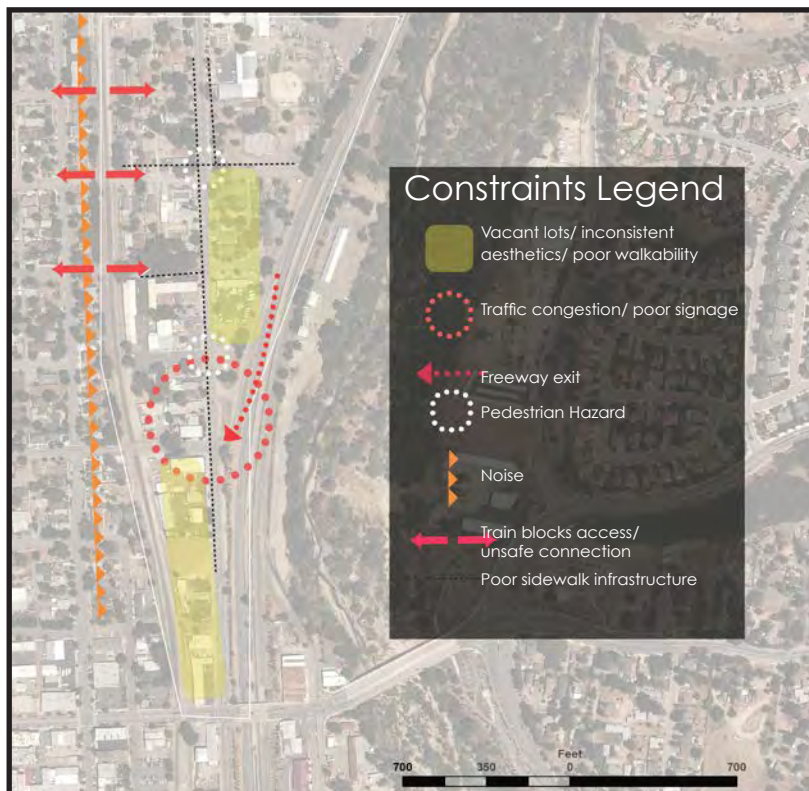 Constraints Legend
Vacant lots/ inconsistent
aesthetics/ poor walkability
Traffic congestion/ poor signage
Freeway exit
Pedestrian Hazard
Noise
Train blocks access/
unsafe connection
Poor sidewalk infrastructure
Feet
700 350 0 700